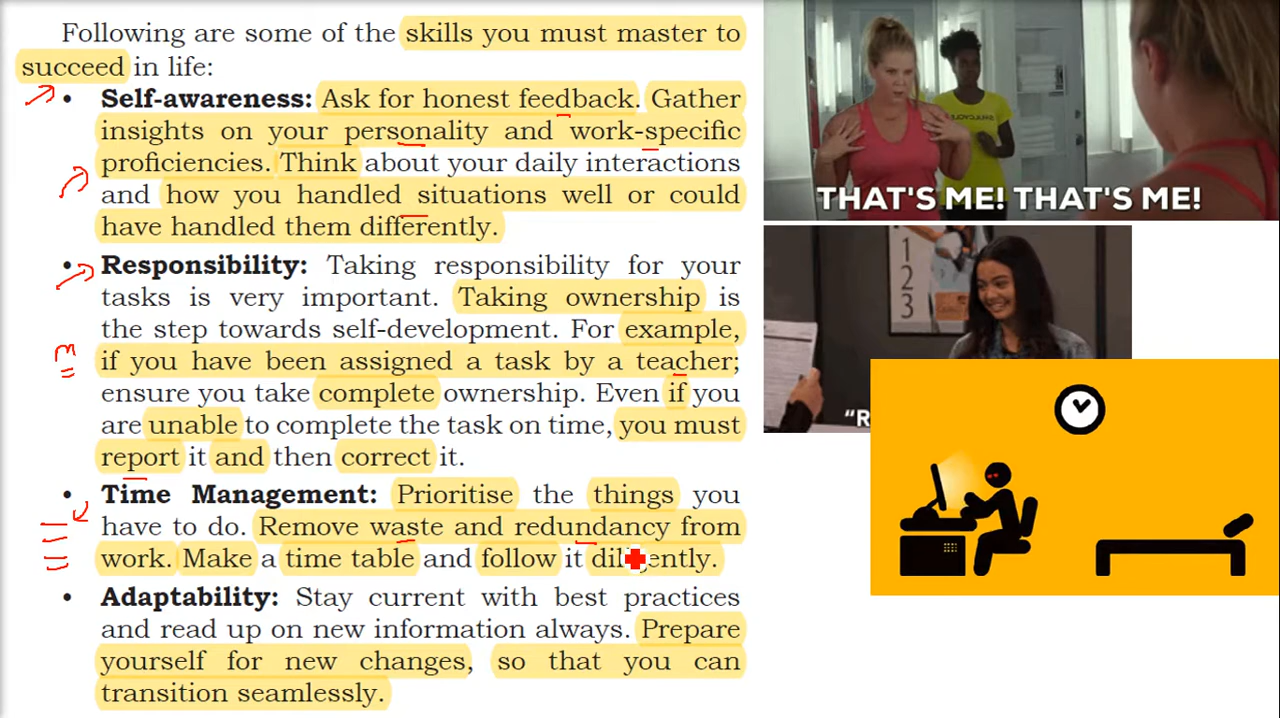 Following are some of the skills you must master to
succeed in life:
• Self-awareness: Ask for honest feedback. Gather
insights on your personality and work-specific
proficiencies. Think about your daily interactions
and how you handled situations well or could
have handled them differently.
• Responsibility: Taking responsibility for your
tasks is very important. Taking ownership is
the step towards self-development. For example,
if you have been assigned a task by a teacher;
ensure you take complete ownership. Even if you
are unable to complete the task on time, you must
report it and then correct it.
• Time Management: Prioritise the things you
have to do. Remove waste and redundancy from
work. Make a time table and follow it diligently.
• Adaptability: Stay current with best practices
and read up on new information always. Prepare
yourself for new changes, so that you can
transition seamlessly.
THAT'S ME! THAT'S ME!
1
2
3